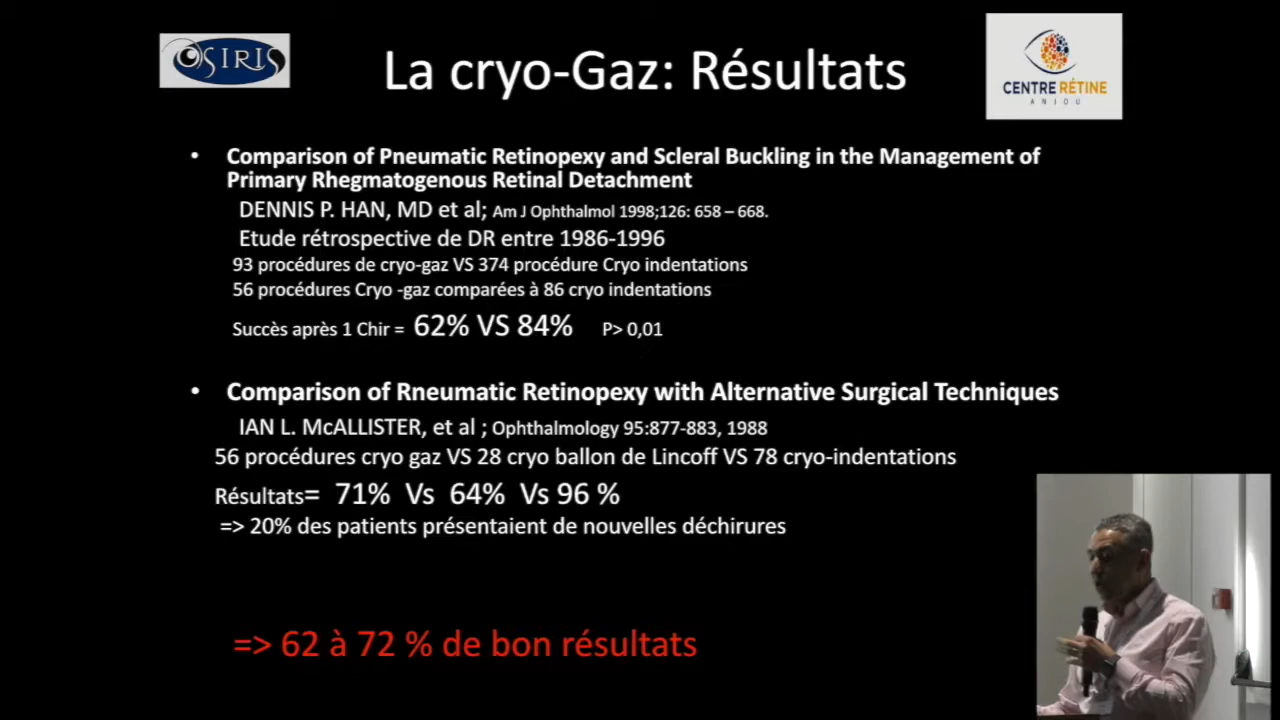 OSIRIS
La cryo-Gaz: Résultats
CENTRE RÉTINE
ANJOU
• Comparison of Pneumatic Retinopexy and Scleral Buckling in the Management of
Primary Rhegmatogenous Retinal Detachment
DENNIS P. HAN, MD et al; Am J Ophthalmol 1998;126: 658 – 668.
Etude rétrospective de DR entre 1986-1996
93 procédures de cryo-gaz VS 374 procédure Cryo indentations
56 procédures Cryo -gaz comparées à 86 cryo indentations
Succès après 1 Chir = 62% VS 84% P> 0,01
• Comparison of Rneumatic Retinopexy with Alternative Surgical Techniques
IAN L. McALLISTER, et al ; Ophthalmology 95:877-883, 1988
56 procédures cryo gaz VS 28 cryo ballon de Lincoff VS 78 cryo-indentations
Résultats= 71% Vs 64% Vs 96 %
=> 20% des patients présentaient de nouvelles déchirures
=> 62 à 72 % de bon résultats